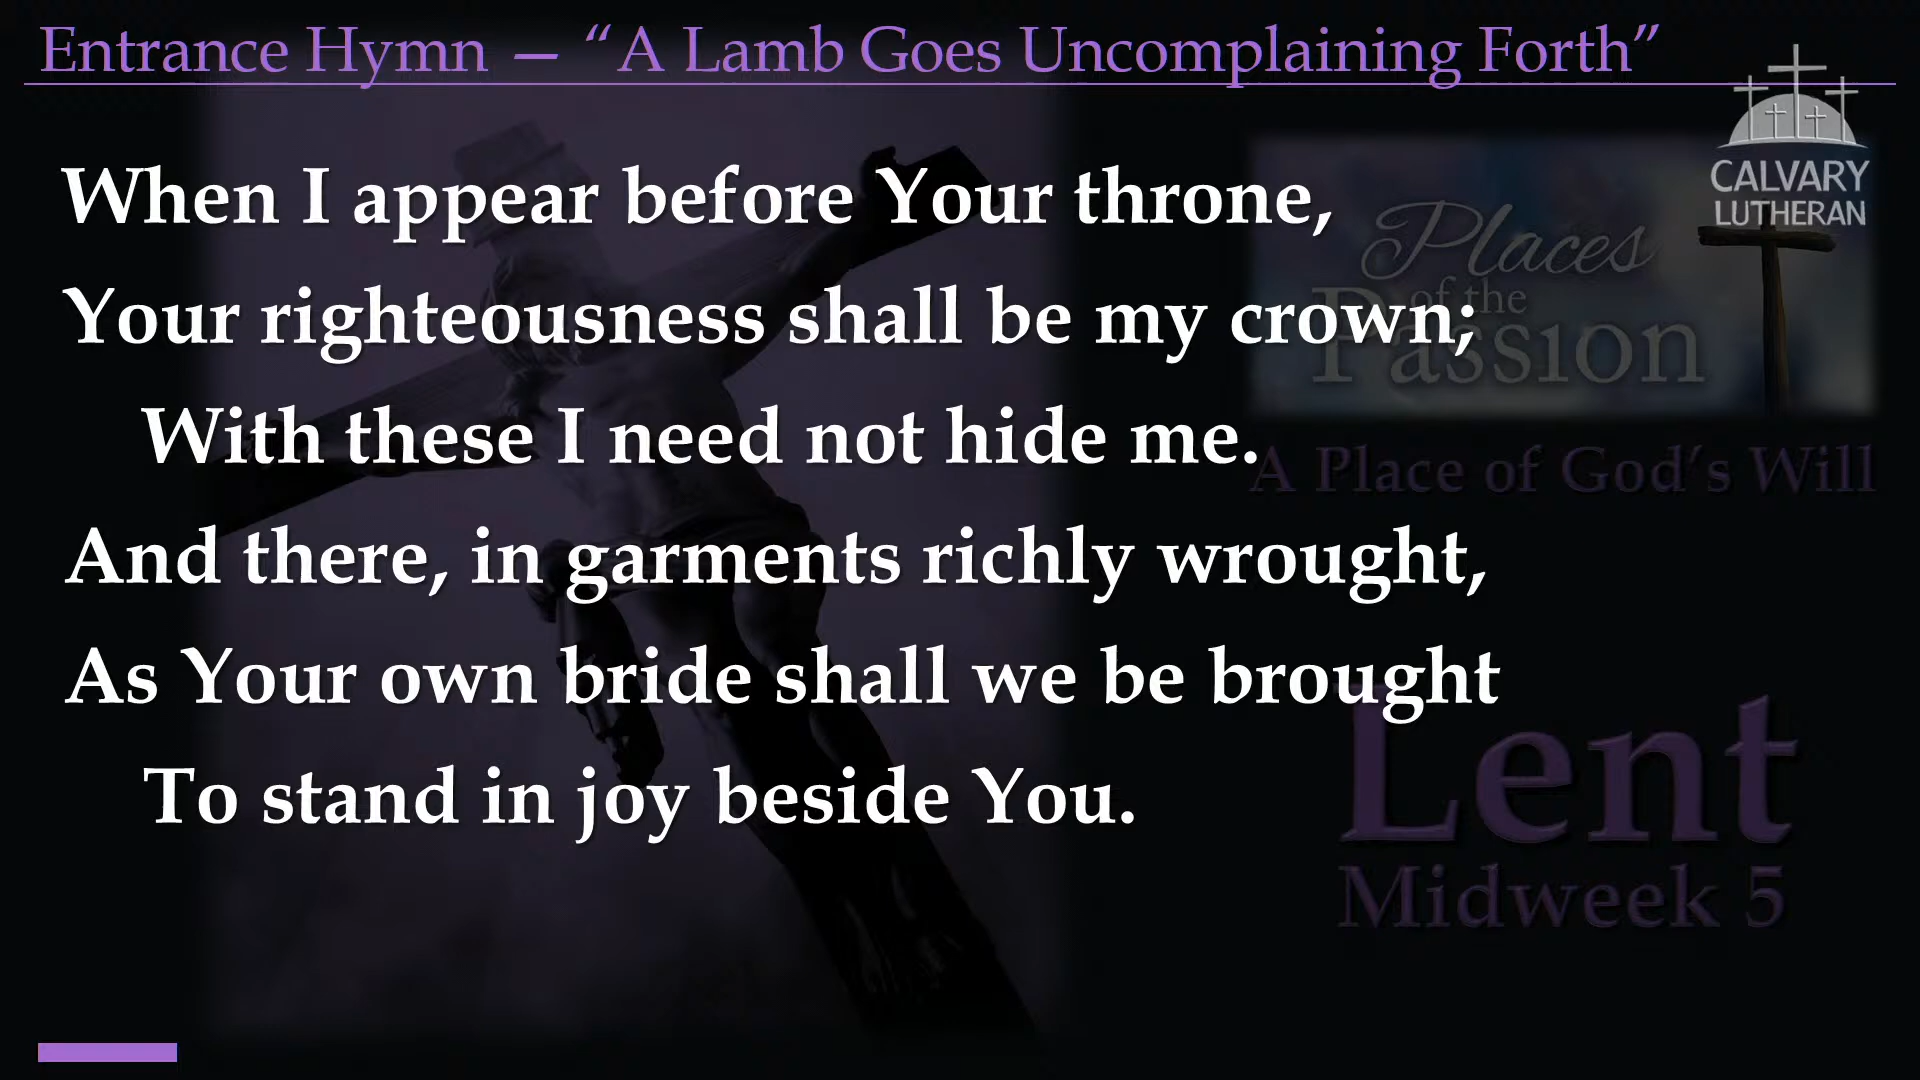 Entrance Hymn — “A Lamb Goes Uncomplaining Forth”
CALVARY
LUTHERAN
When I appear before Your throne,
Your righteousness shall be my crown;
With these I need not hide me.
And there, in garments richly wrought,
As Your own bride shall we be brought
To stand in joy beside You.
Places
of the
Passion
A Place of God’s Will
Lent
Midweek 5